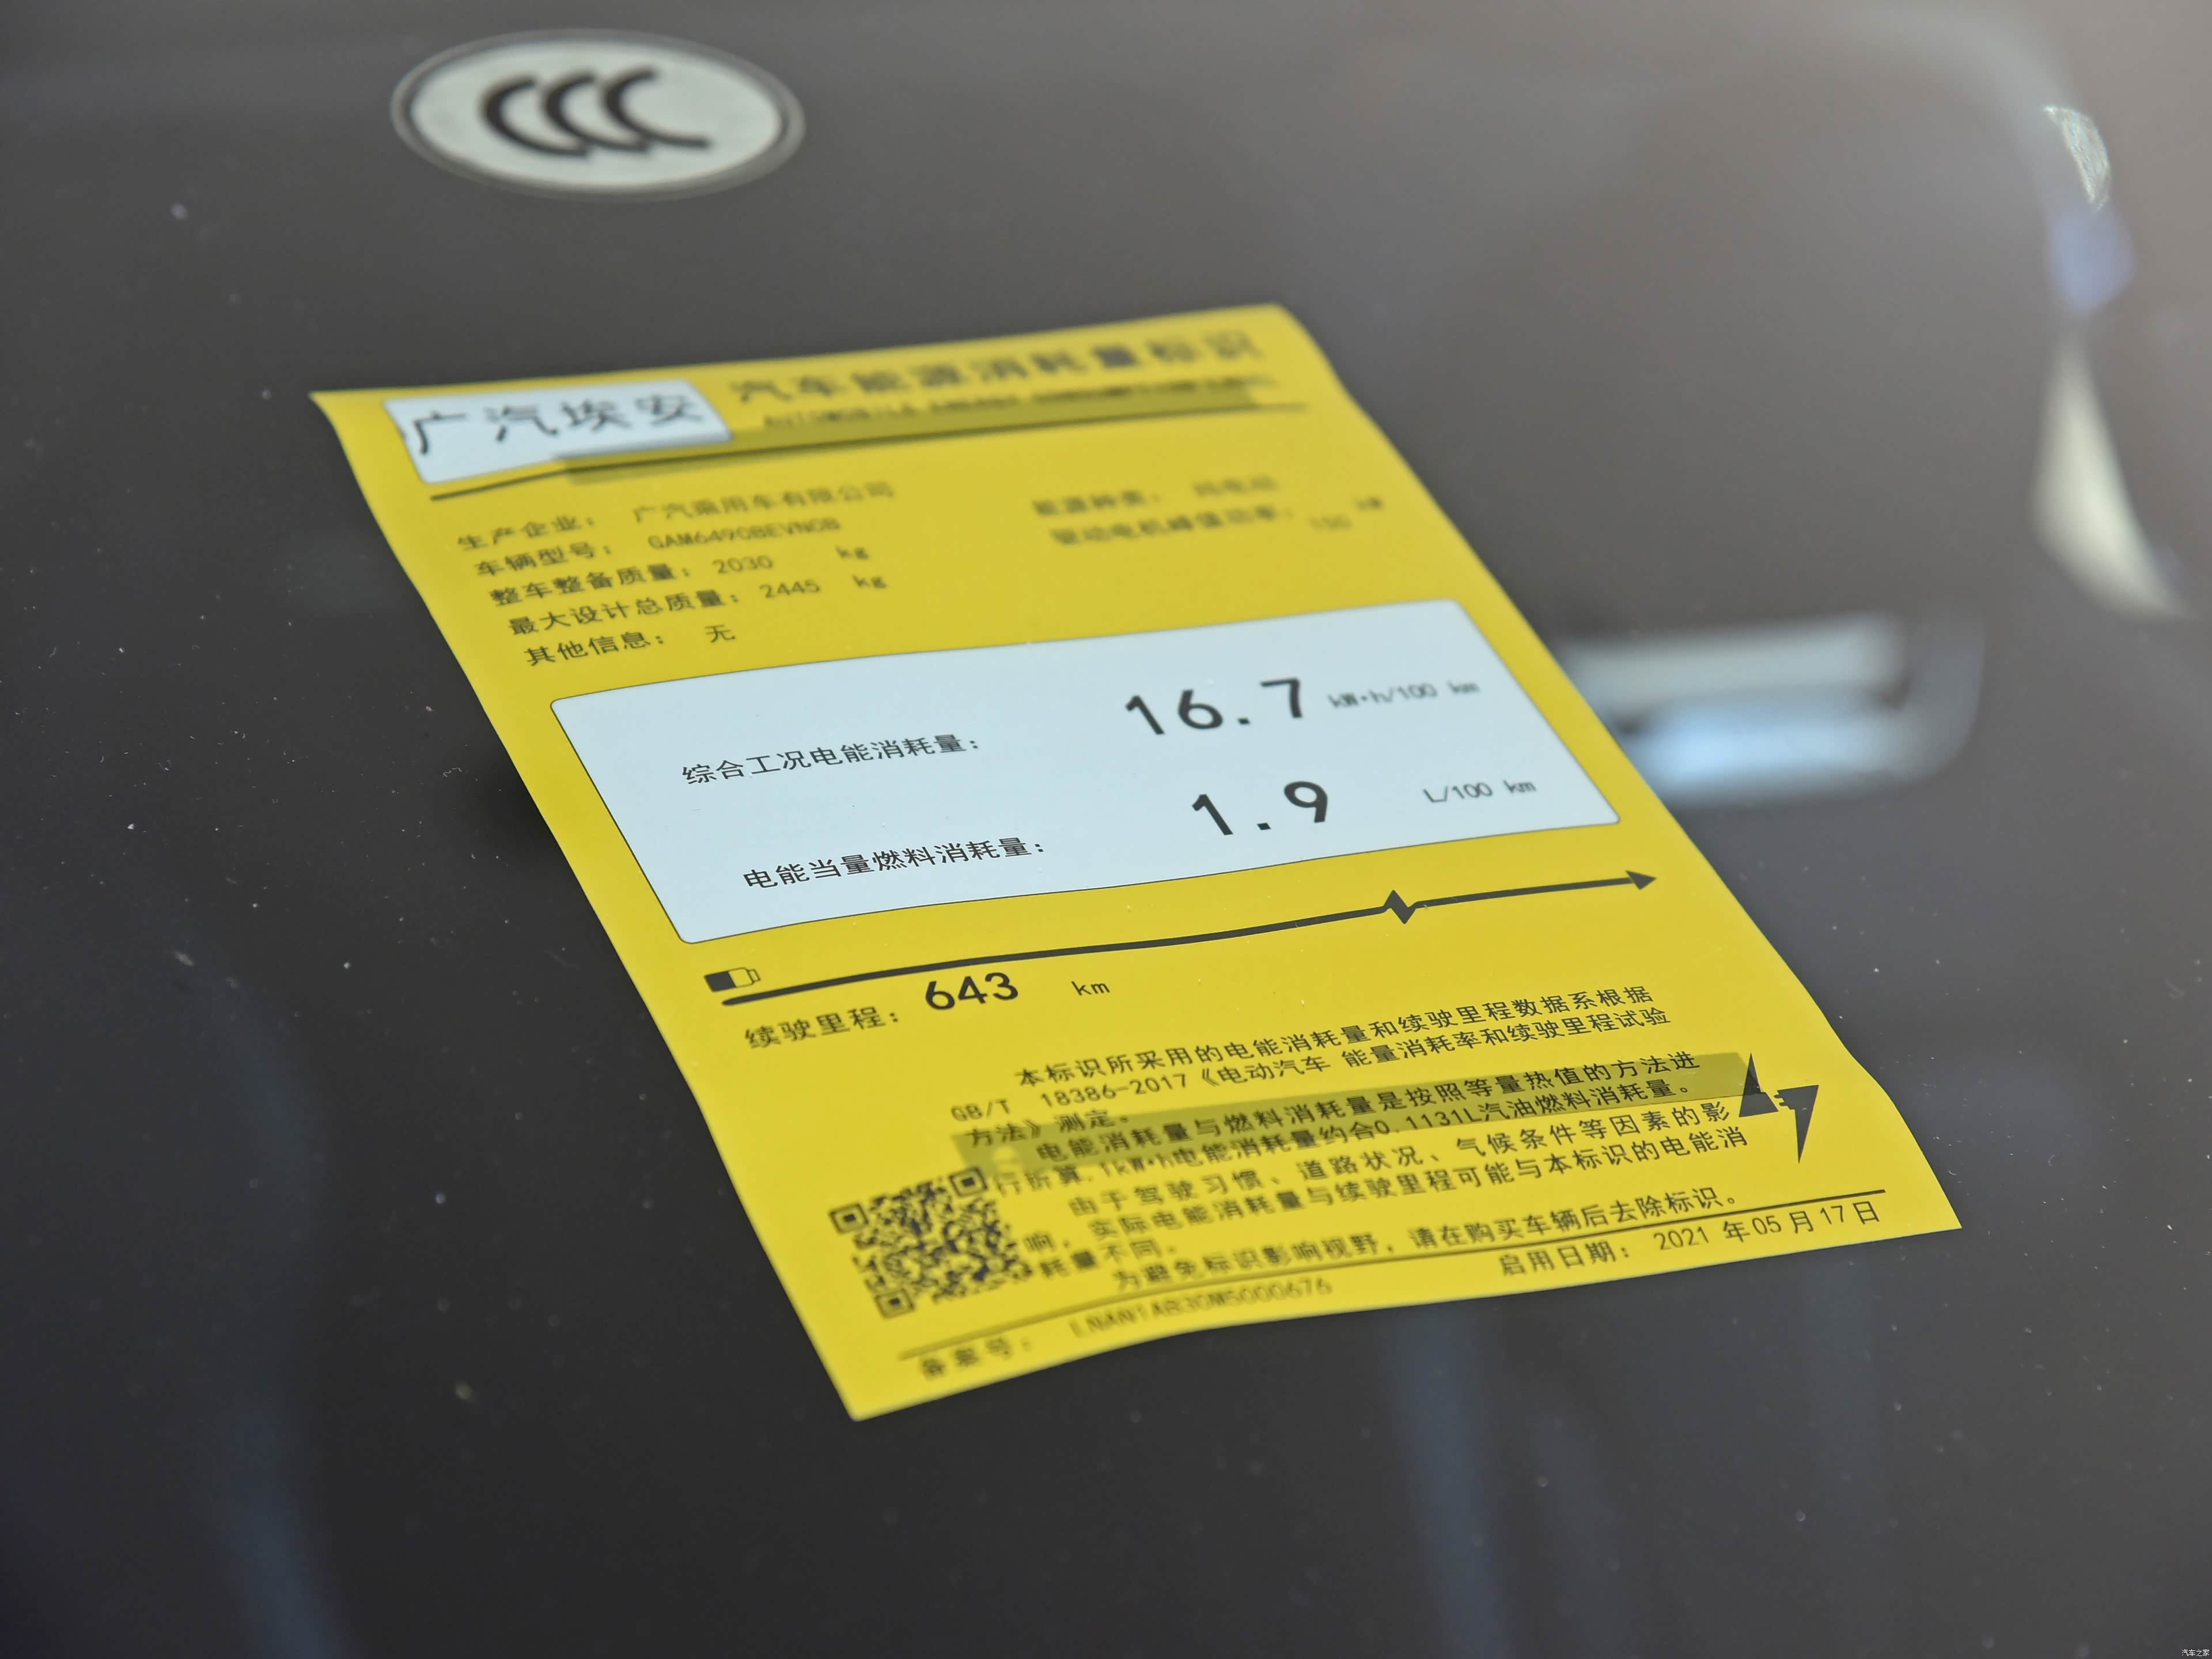 CCC
广汽埃安
汽车能源消耗量标识
生产企业： 广汽乘用车有限公司
车辆型号： GAM6490BEVN0B
整车整备质量： 2030 kg
最大设计总质量： 2445 kg
其他信息： 无
能源种类： 纯电动
驱动电机峰值功率： 150 kW
综合工况电能消耗量： 16.7 kW·h/100 km
电能当量燃料消耗量： 1.9 L/100 km
续驶里程： 643 km
本标识所采用的电能消耗量和续驶里程数据系根据
GB/T 18386-2017《电动汽车 能量消耗率和续驶里程试验
方法》测定。
电能消耗量与燃料消耗量是按照等量热值的方法进
行折算，1kW·h电能消耗量约合0.1131L汽油燃料消耗量。
由于驾驶习惯、道路状况、气候条件等因素的影
响，实际电能消耗量与续驶里程可能与本标识的电能消
耗量不同。
为避免标识影响视野，请在购买车辆后去除标识。
备案号：
启用日期： 2021 年05月17日
汽车之家